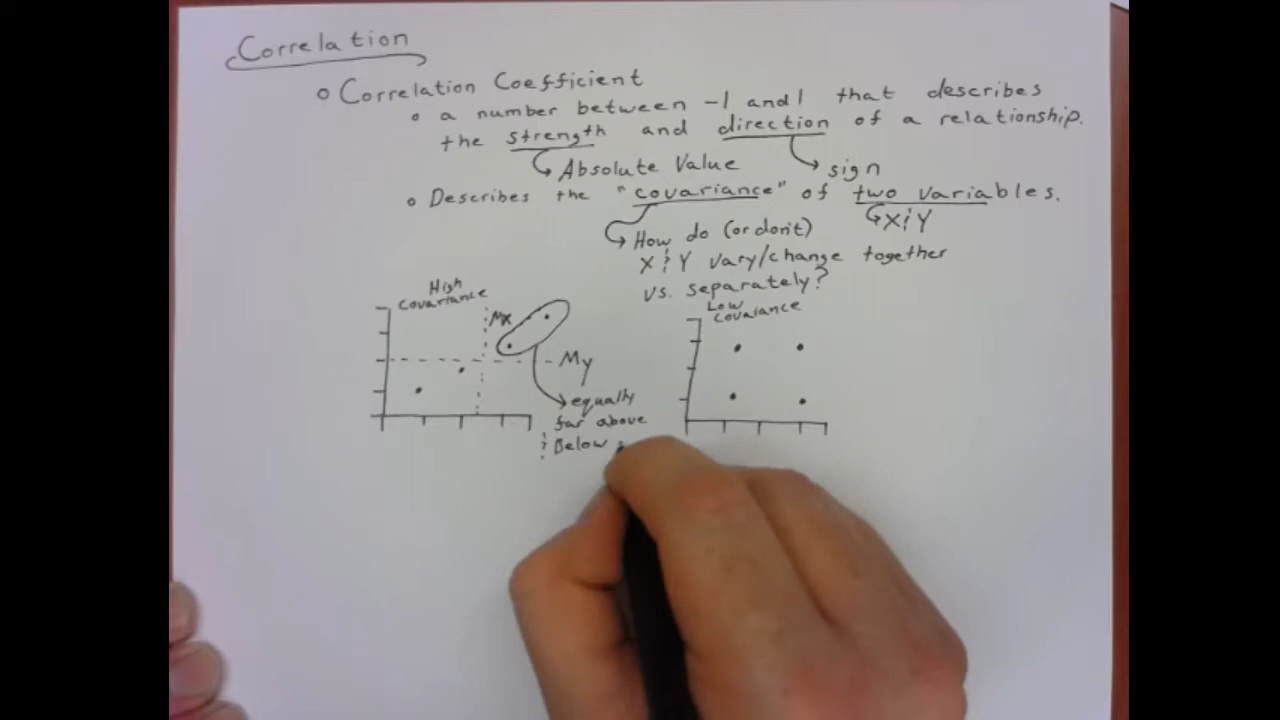 Correlation
Correlation Coefficient
a number between -1 and 1 that describes
the strength and direction of a relationship.
Absolute Value
sign
Describes the "covariance" of two variables.
X & Y
How do (or don't)
X & Y vary/change together
vs. separately?
High
Covariance
Mx
My
equally
far above
& Below
Low
Covaiance